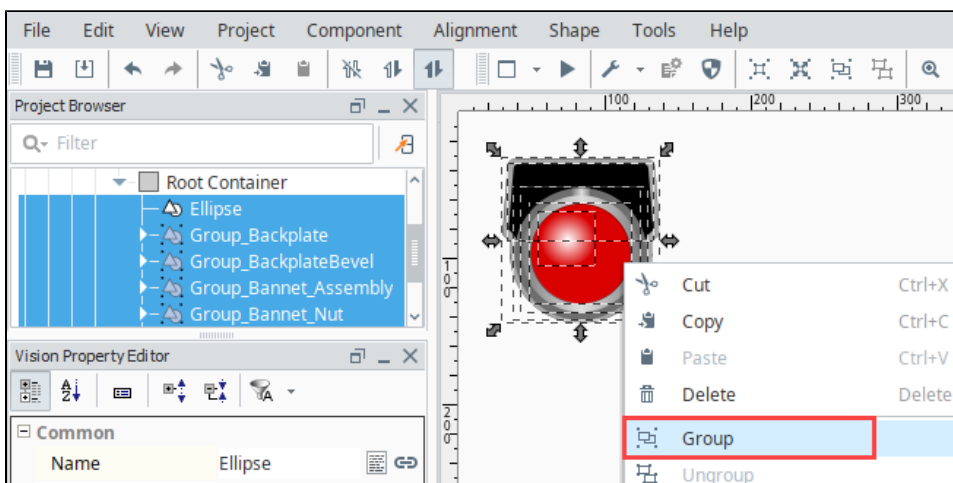 File Edit View Project Component Alignment Shape Tools Help
Project Browser
Filter
Root Container
Ellipse
Group_Backplate
Group_BackplateBevel
Group_Bannet_Assembly
Group_Bannet_Nut
Vision Property Editor
Common
Name Ellipse
100 200 300
100
200
Cut Ctrl+X
Copy Ctrl+C
Paste Ctrl+V
Delete Delete
Group
Ungroup